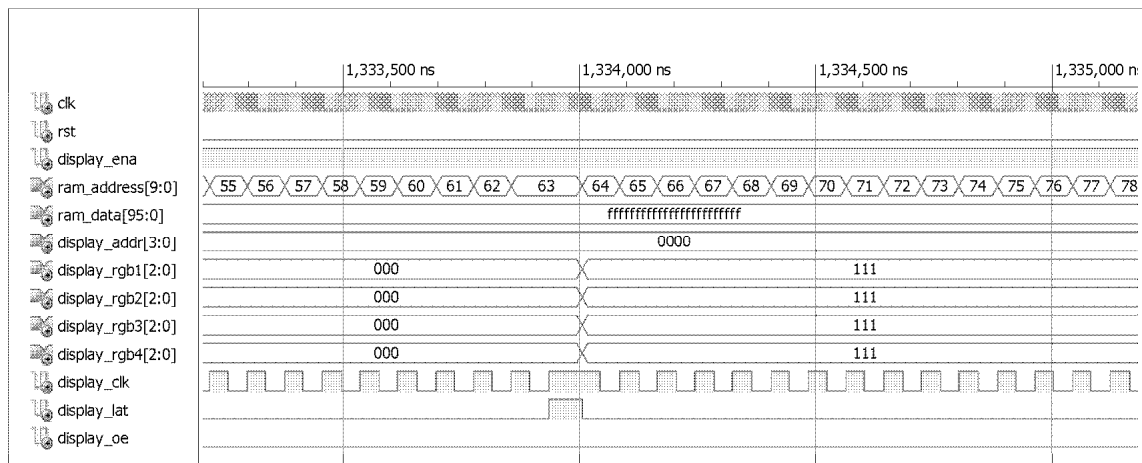 1,333,500 ns 1,334,000 ns 1,334,500 ns 1,335,000 ns
clk
rst
display_ena
ram_address[9:0] 55 56 57 58 59 60 61 62 63 64 65 66 67 68 69 70 71 72 73 74 75 76 77 78
ram_data[95:0] ffffffffffffffffffffffff
display_addr[3:0] 0000
display_rgb1[2:0] 000 111
display_rgb2[2:0] 000 111
display_rgb3[2:0] 000 111
display_rgb4[2:0] 000 111
display_clk
display_lat
display_oe